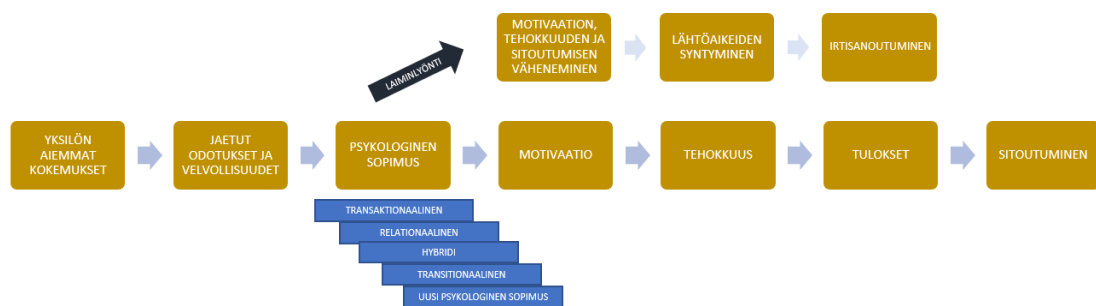 MOTIVAATION,
TEHOKKUUDEN JA
SITOUTUMISEN
VÄHENEMINEN
LÄHTÖAIKEIDEN
SYNTYMINEN
IRTISANOUTUMINEN
LAIMINLYÖNTI
YKSILÖN
AIEMMAT
KOKEMUKSET
JAETUT
ODOTUKSET JA
VELVOLLISUUDET
PSYKOLOGINEN
SOPIMUS
MOTIVAATIO
TEHOKKUUS
TULOKSET
SITOUTUMINEN
TRANSAKTIONAALINEN
RELATIONAALINEN
HYBRIDI
TRANSITIONAALINEN
UUSI PSYKOLOGINEN SOPIMUS